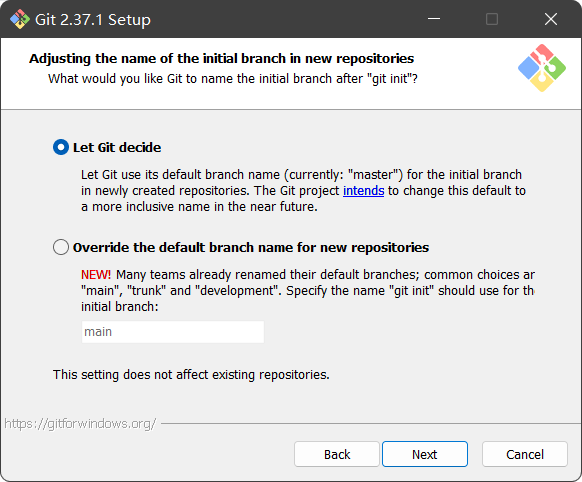 Git 2.37.1 Setup
Adjusting the name of the initial branch in new repositories
What would you like Git to name the initial branch after "git init"?
Let Git decide
Let Git use its default branch name (currently: "master") for the initial branch
in newly created repositories. The Git project intends to change this default to
a more inclusive name in the near future.
Override the default branch name for new repositories
NEW! Many teams already renamed their default branches; common choices ar
"main", "trunk" and "development". Specify the name "git init" should use for the
initial branch:
main
This setting does not affect existing repositories.
https://gitforwindows.org/
Back
Next
Cancel